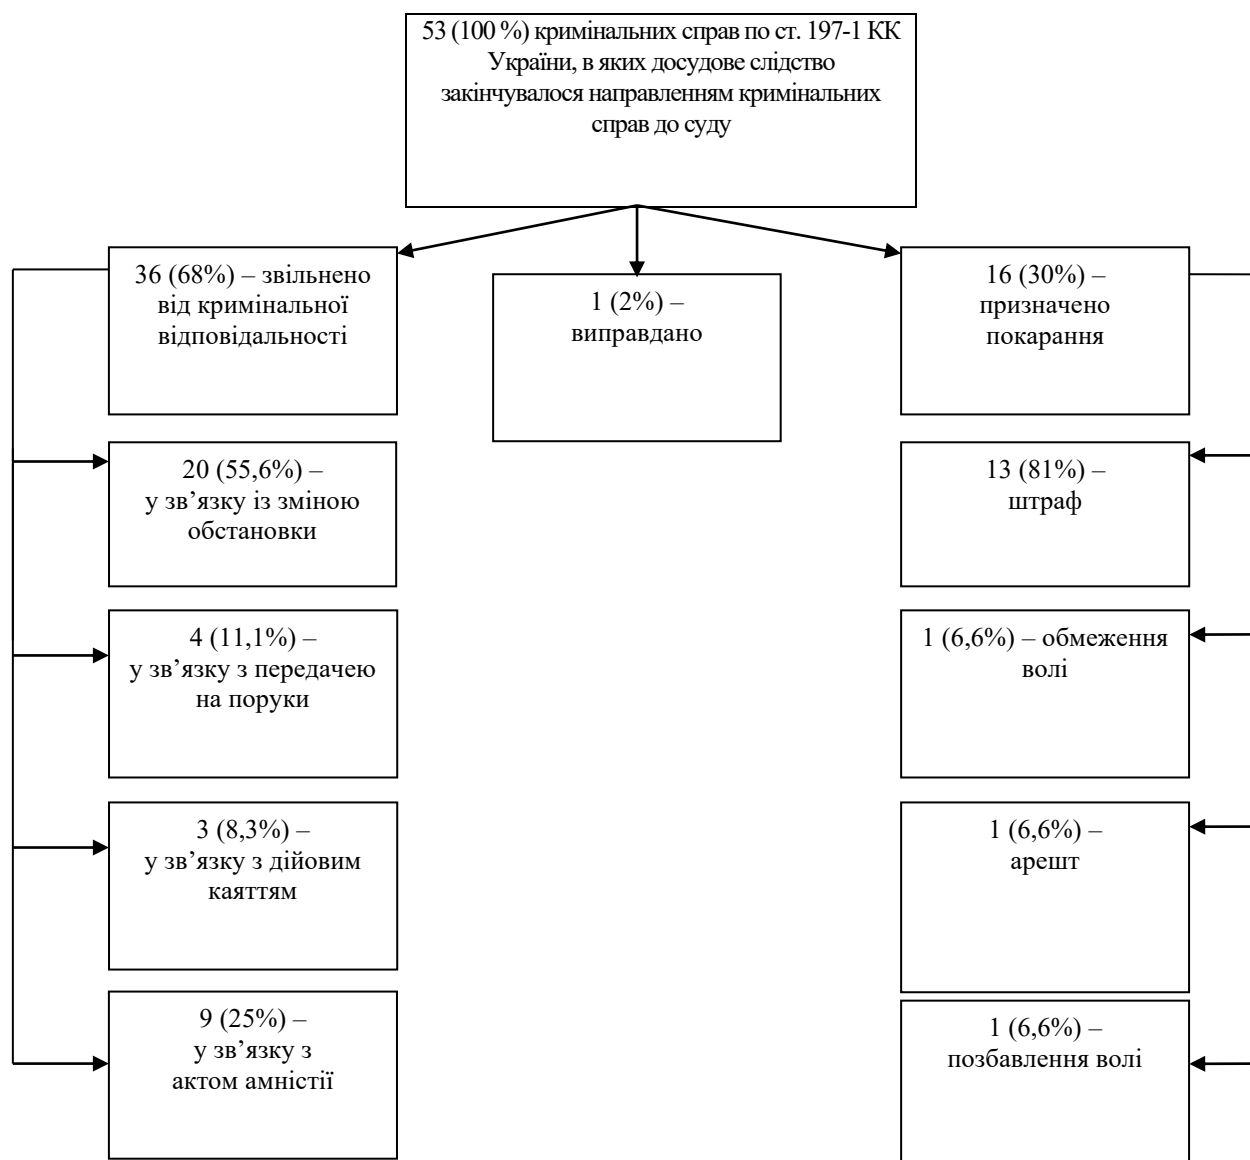 53 (100 %) кримінальних справ по ст. 197-1 КК
України, в яких досудове слідство
закінчувалося направленням кримінальних
справ до суду
36 (68%) – звільнено
від кримінальної
відповідальності
1 (2%) –
виправдано
16 (30%) –
призначено
покарання
20 (55,6%) –
у зв’язку із зміною
обстановки
13 (81%) –
штраф
4 (11,1%) –
у зв’язку з передачею
на поруки
1 (6,6%) – обмеження
волі
3 (8,3%) –
у зв’язку з дійовим
каяттям
1 (6,6%) –
арешт
9 (25%) –
у зв’язку з
актом амністії
1 (6,6%) –
позбавлення волі